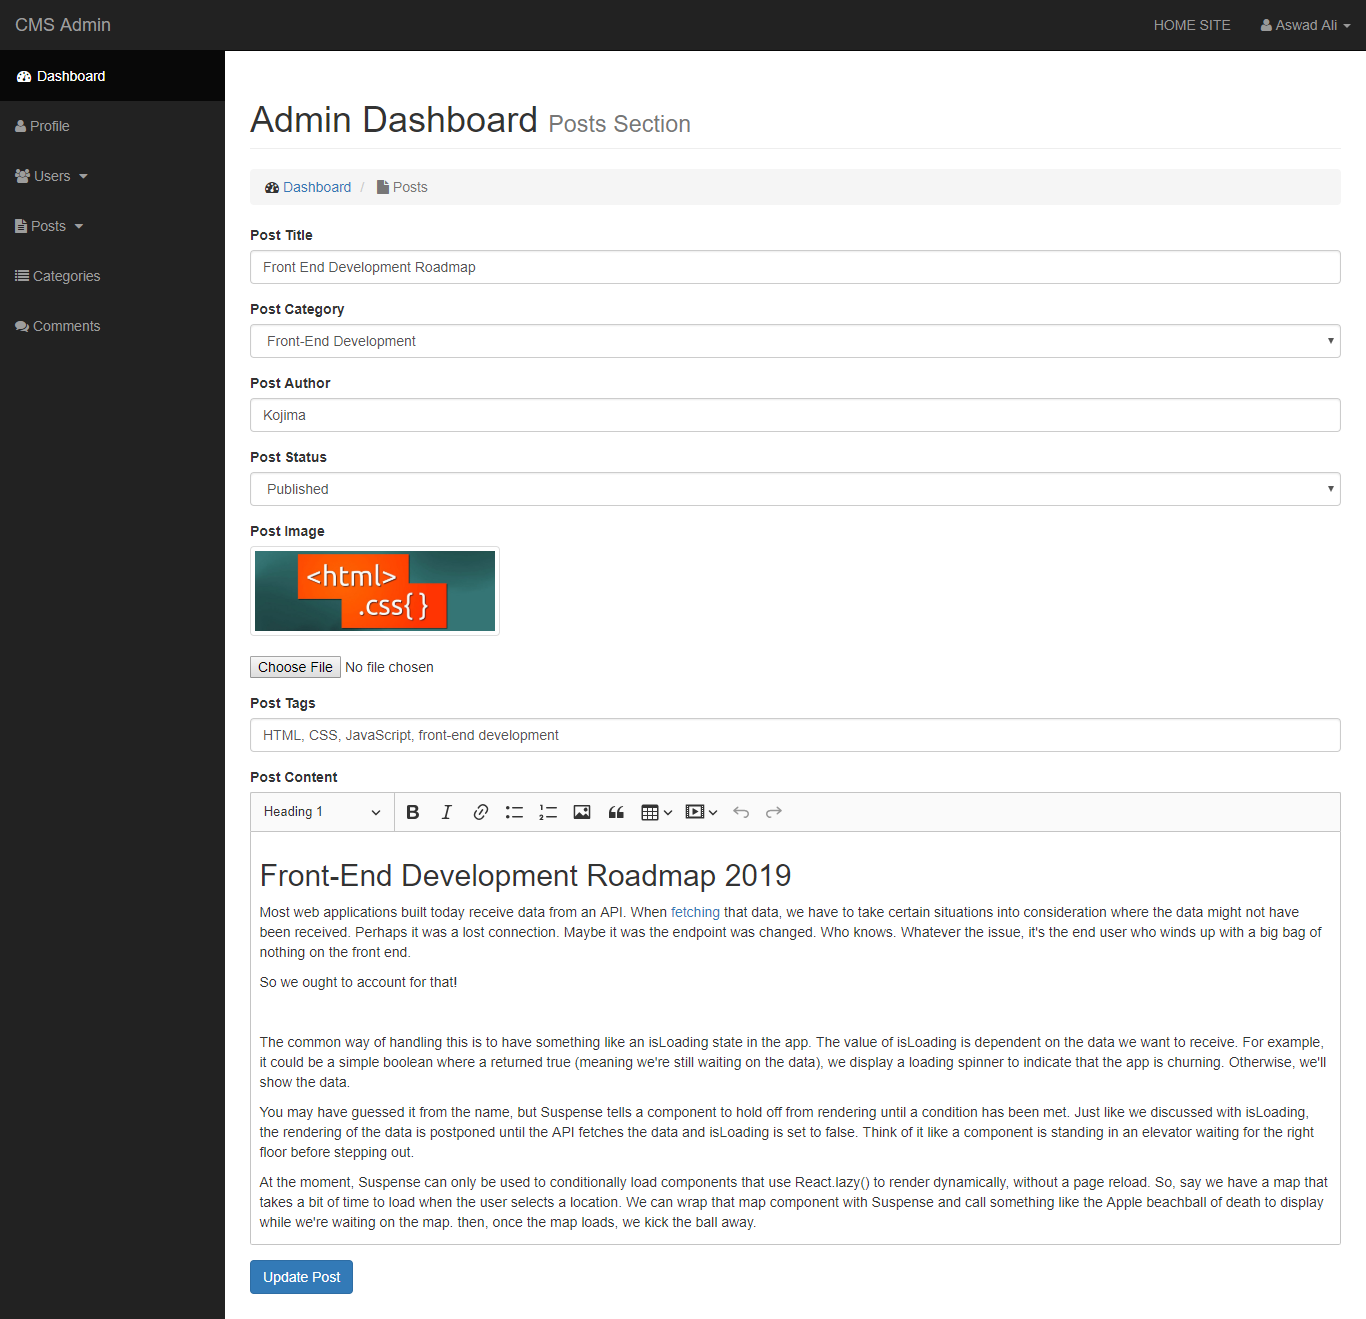 CMS Admin
HOME SITE
Aswad Ali
Dashboard
Profile
Users
Posts
Categories
Comments
Admin Dashboard Posts Section
Dashboard / Posts
Post Title
Front End Development Roadmap
Post Category
Front-End Development
Post Author
Kojima
Post Status
Published
Post Image
<html>
.css{}
Choose File No file chosen
Post Tags
HTML, CSS, JavaScript, front-end development
Post Content
Heading 1
Front-End Development Roadmap 2019
Most web applications built today receive data from an API. When fetching that data, we have to take certain situations into consideration where the data might not have
been received. Perhaps it was a lost connection. Maybe it was the endpoint was changed. Who knows. Whatever the issue, it's the end user who winds up with a big bag of
nothing on the front end.
So we ought to account for that!
The common way of handling this is to have something like an isLoading state in the app. The value of isLoading is dependent on the data we want to receive. For example,
it could be a simple boolean where a returned true (meaning we're still waiting on the data), we display a loading spinner to indicate that the app is churning. Otherwise, we'll
show the data.
You may have guessed it from the name, but Suspense tells a component to hold off from rendering until a condition has been met. Just like we discussed with isLoading,
the rendering of the data is postponed until the API fetches the data and isLoading is set to false. Think of it like a component is standing in an elevator waiting for the right
floor before stepping out.
At the moment, Suspense can only be used to conditionally load components that use React.lazy() to render dynamically, without a page reload. So, say we have a map that
takes a bit of time to load when the user selects a location. We can wrap that map component with Suspense and call something like the Apple beachball of death to display
while we're waiting on the map. then, once the map loads, we kick the ball away.
Update Post